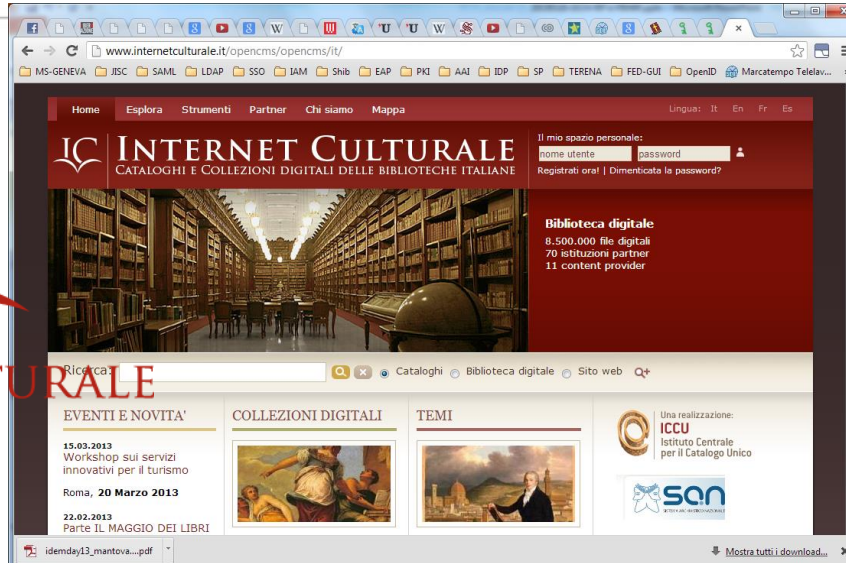 www.internetculturale.it/opencms/opencms/it/
MS-GENEVA JISC SAML LDAP SSO IAM Shib EAP PKI AAI IDP SP TERENA FED-GUI OpenID Marcatempo Telelav...
Home Esplora Strumenti Partner Chi siamo Mappa Lingua: It En Fr Es
IC INTERNET CULTURALE
CATALOGHI E COLLEZIONI DIGITALI DELLE BIBLIOTECHE ITALIANE
Il mio spazio personale:
nome utente password
Registrati ora! | Dimenticata la password?
Biblioteca digitale
8.500.000 file digitali
70 istituzioni partner
11 content provider
TURALE
Ricerca: Cataloghi Biblioteca digitale Sito web
EVENTI E NOVITA'
15.03.2013
Workshop sui servizi
innovativi per il turismo
Roma, 20 Marzo 2013
22.02.2013
Parte IL MAGGIO DEI LIBRI
COLLEZIONI DIGITALI
TEMI
Una realizzazione:
ICCU
Istituto Centrale
per il Catalogo Unico
san
idemday13_mantova....pdf
Mostra tutti i download...